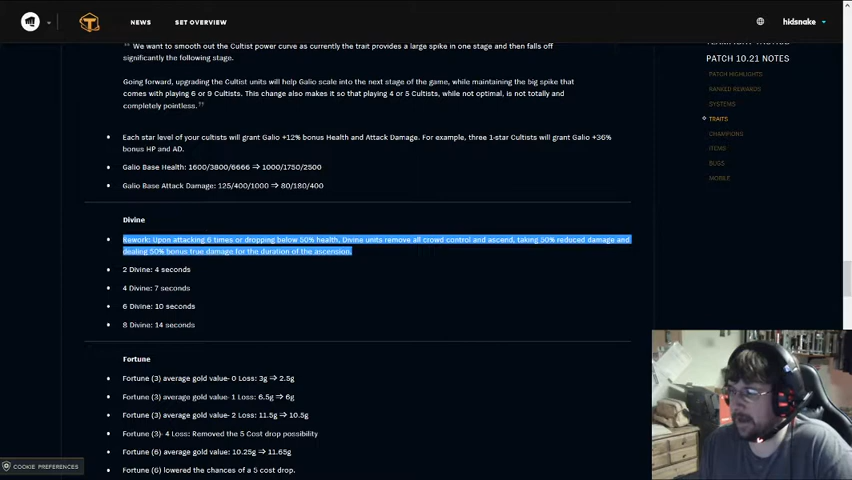 NEWS
SET OVERVIEW
hidsnake
We want to smooth out the Cultist power curve as currently the trait provides a large spike in one stage and then falls off
significantly the following stage.
Going forward, upgrading the Cultist units will help Galio scale into the next stage of the game, while maintaining the big spike that
comes with playing 6 or 9 Cultists. This change also makes it so that playing 4 or 5 Cultists, while not optimal, is not totally and
completely pointless.
Each star level of your cultists will grant Galio +12% bonus Health and Attack Damage. For example, three 1-star Cultists will grant Galio +36%
bonus HP and AD.
Galio Base Health: 1600/3800/6666 ⇒ 1000/1750/2500
Galio Base Attack Damage: 125/400/1000 ⇒ 80/180/400
Divine
Rework: Upon attacking 6 times or dropping below 50% health, Divine units remove all crowd control and ascend, taking 50% reduced damage and
dealing 50% bonus true damage for the duration of the ascension.
2 Divine: 4 seconds
4 Divine: 7 seconds
6 Divine: 10 seconds
8 Divine: 14 seconds
Fortune
Fortune (3) average gold value- 0 Loss: 3g ⇒ 2.5g
Fortune (3) average gold value- 1 Loss: 6.5g ⇒ 6g
Fortune (3) average gold value- 2 Loss: 11.5g ⇒ 10.5g
Fortune (3)- 4 Loss: Removed the 5 Cost drop possibility
Fortune (6) average gold value: 10.25g ⇒ 11.65g
Fortune (6) lowered the chances of a 5 cost drop.
PATCH 10.21 NOTES
PATCH HIGHLIGHTS
RANKED REWARDS
SYSTEMS
TRAITS
CHAMPIONS
ITEMS
BUGS
MOBILE
COOKIE PREFERENCES